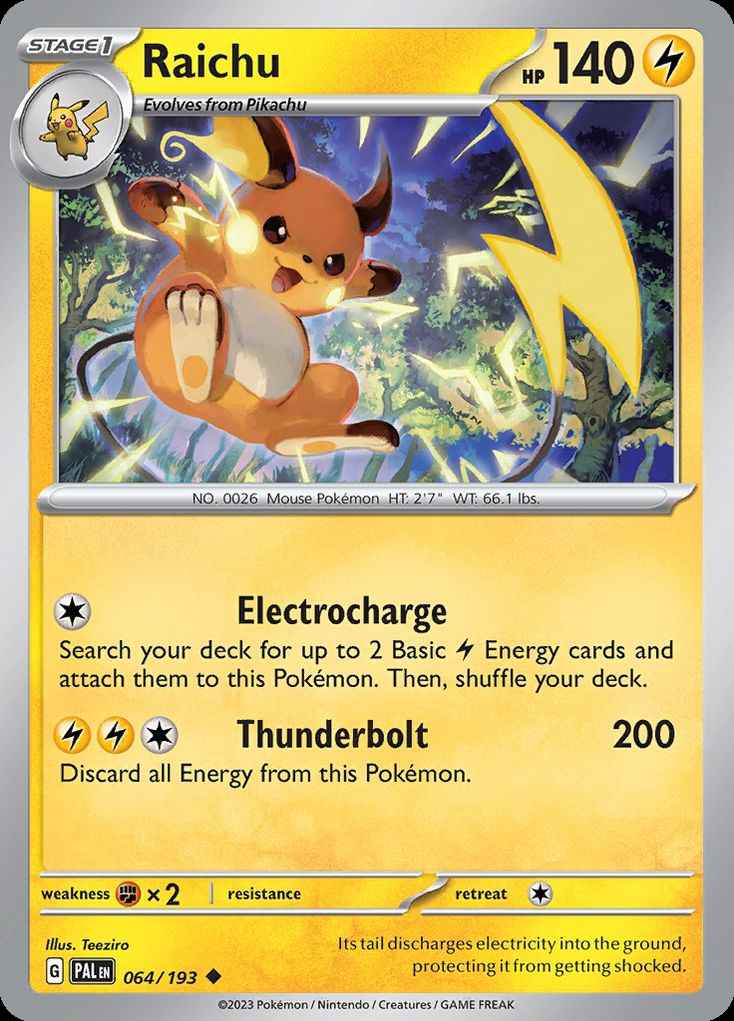 STAGE 1
Raichu
HP 140
Evolves from Pikachu
NO. 0026 Mouse Pokémon HT: 2'7" WT: 66.1 lbs.
Electrocharge
Search your deck for up to 2 Basic Energy cards and
attach them to this Pokémon. Then, shuffle your deck.
Thunderbolt 200
Discard all Energy from this Pokémon.
weakness ×2 resistance retreat
Illus. Teeziro
Its tail discharges electricity into the ground,
protecting it from getting shocked.
G PAL EN 064/193
©2023 Pokémon / Nintendo / Creatures / GAME FREAK